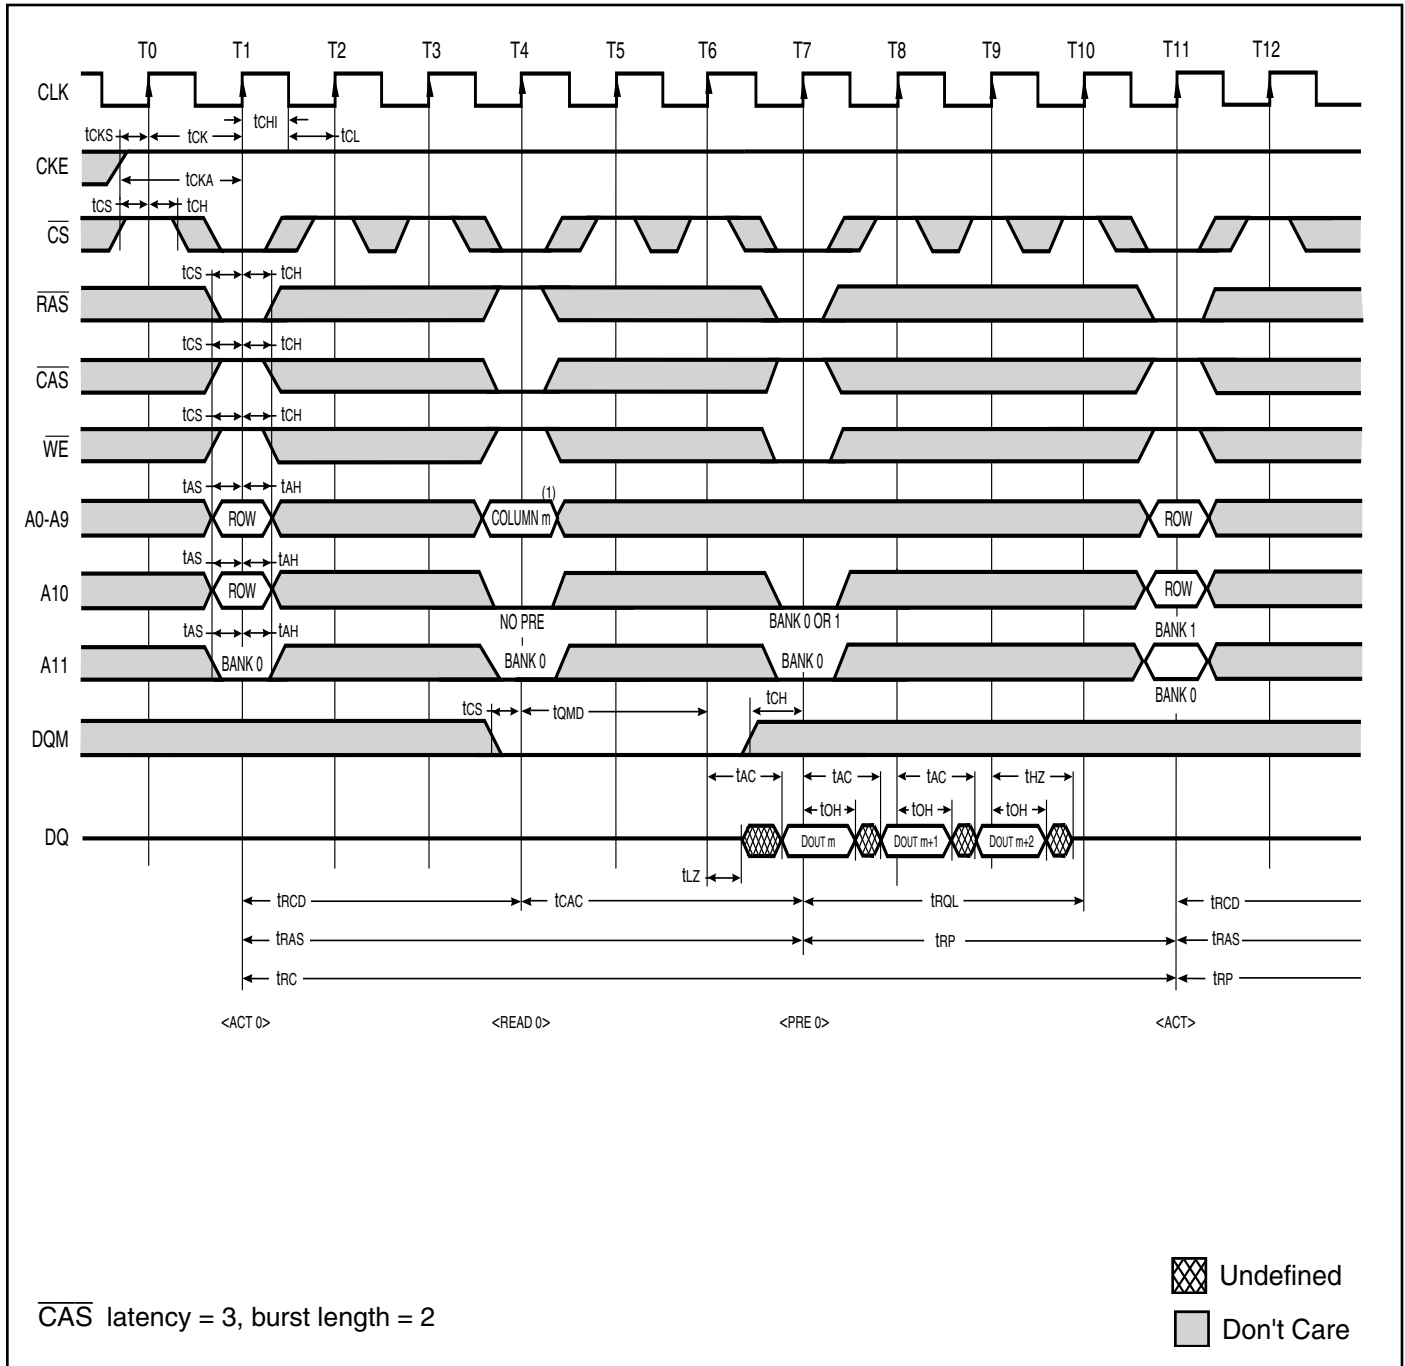 T0 T1 T2 T3 T4 T5 T6 T7 T8 T9 T10 T11 T12
CLK
tCHI
tCKS tCK tCL
CKE
tCKA
tCS tCH
CS
tCS tCH
RAS
tCS tCH
CAS
tCS tCH
WE
tAS tAH (1)
A0-A9 ROW COLUMN m ROW
tAS tAH
A10 ROW ROW
NO PRE BANK 0 OR 1
tAS tAH BANK 1
A11 BANK 0 BANK 0 BANK 0
BANK 0
tCS tQMD tCH
DQM
tAC tAC tAC tHZ
tOH tOH tOH
DQ DOUT m DOUT m+1 DOUT m+2
tLZ
tRCD tCAC tRQL tRCD
tRAS tRP tRAS
tRC tRP
<ACT 0> <READ 0> <PRE 0> <ACT>
Undefined
CAS latency = 3, burst length = 2
Don't Care